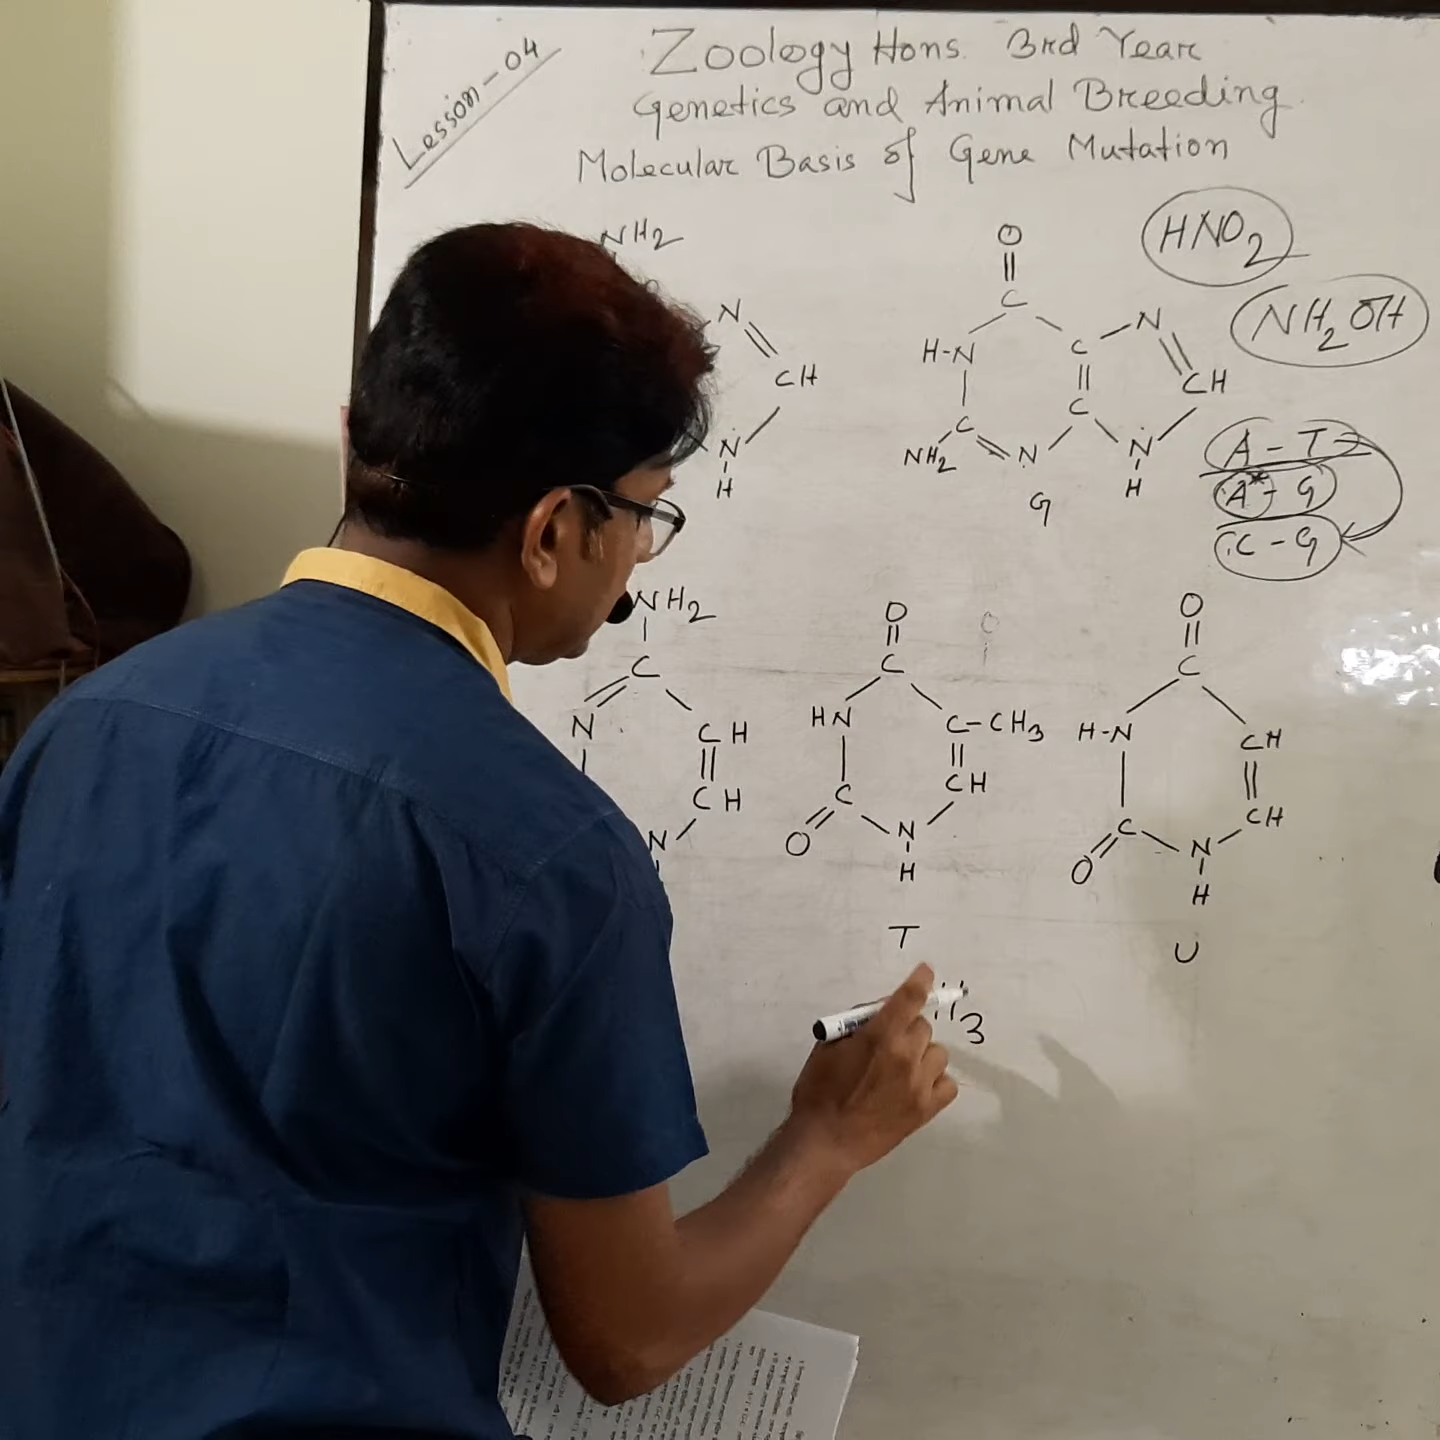 Lesson-04
Zoology Hons. 3rd Year
Genetics and Animal Breeding
Molecular Basis of Gene Mutation
NH2
N
CH
N
H
O
C
H-N
C
N
CH
C
C
NH2
N
N
H
G
HNO2
NH2OH
A - T
A* - G
C - G
NH2
C
N
CH
CH
N
O
C
HN
C-CH3
CH
C
O
N
H
T
O
C
H-N
CH
CH
C
O
N
H
U
3